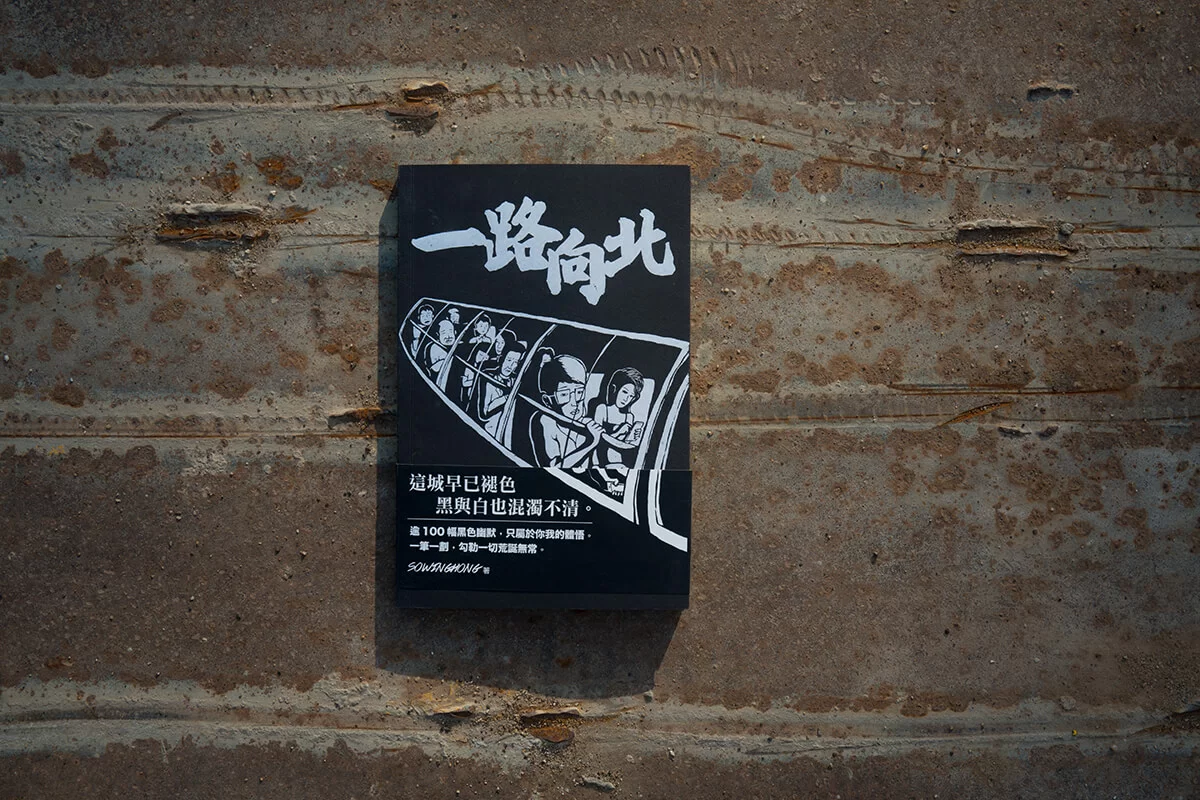 一路向北
這城早已褪色
黑與白也混濁不清。
逾100幅黑色幽默，只屬於你我的體悟。
一筆一劃，勾勒一切荒誕無常。
SOWINGHONG 著